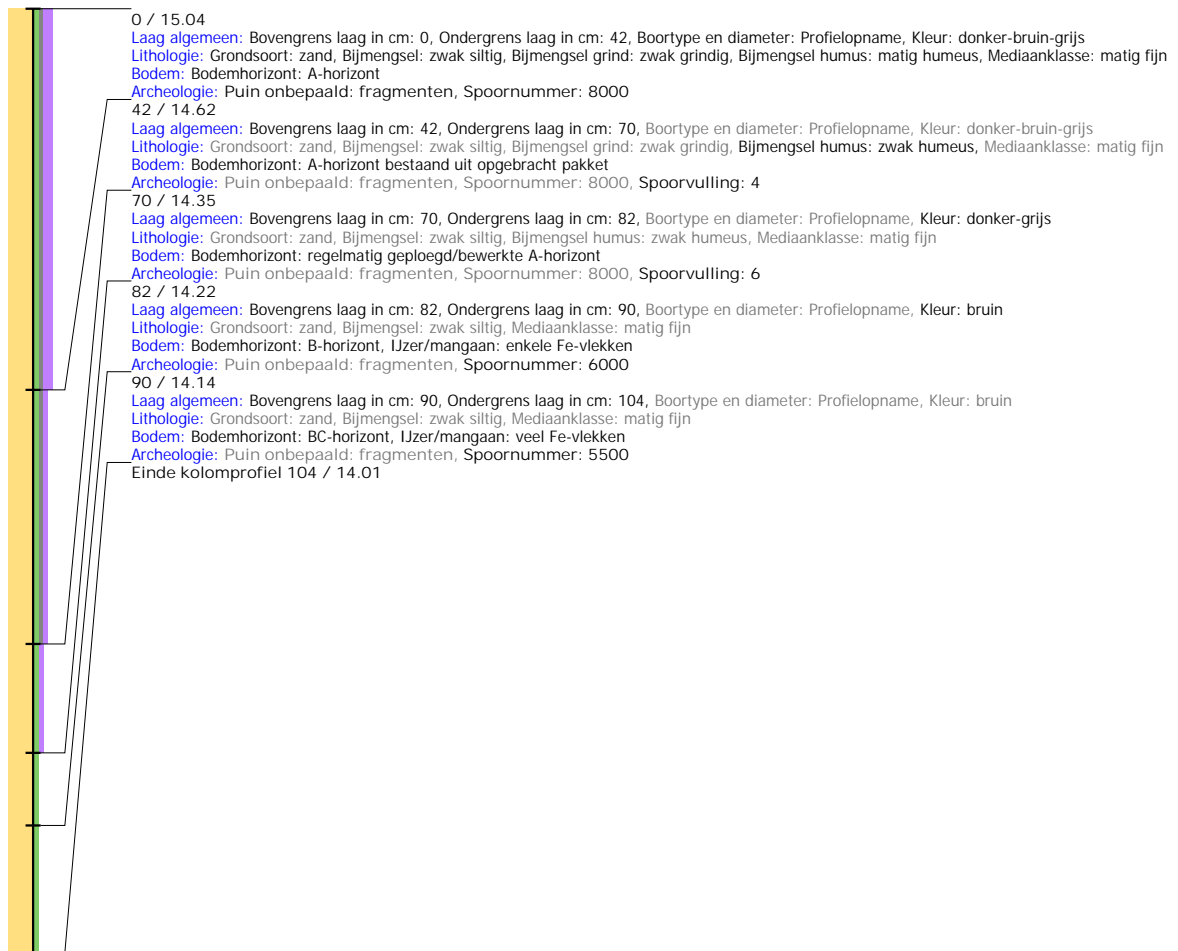 0 / 15.04
Laag algemeen: Bovengrens laag in cm: 0, Ondergrens laag in cm: 42, Boortype en diameter: Profielopname, Kleur: donker-bruin-grijs
Lithologie: Grondsoort: zand, Bijmengsel: zwak siltig, Bijmengsel grind: zwak grindig, Bijmengsel humus: matig humeus, Mediaanklasse: matig fijn
Bodem: Bodemhorizont: A-horizont
Archeologie: Puin onbepaald: fragmenten, Spoornummer: 8000
42 / 14.62
Laag algemeen: Bovengrens laag in cm: 42, Ondergrens laag in cm: 70, Boortype en diameter: Profielopname, Kleur: donker-bruin-grijs
Lithologie: Grondsoort: zand, Bijmengsel: zwak siltig, Bijmengsel grind: zwak grindig, Bijmengsel humus: zwak humeus, Mediaanklasse: matig fijn
Bodem: Bodemhorizont: A-horizont bestaand uit opgebracht pakket
Archeologie: Puin onbepaald: fragmenten, Spoornummer: 8000, Spoorvulling: 4
70 / 14.35
Laag algemeen: Bovengrens laag in cm: 70, Ondergrens laag in cm: 82, Boortype en diameter: Profielopname, Kleur: donker-grijs
Lithologie: Grondsoort: zand, Bijmengsel: zwak siltig, Bijmengsel humus: zwak humeus, Mediaanklasse: matig fijn
Bodem: Bodemhorizont: regelmatig geploegd/bewerkte A-horizont
Archeologie: Puin onbepaald: fragmenten, Spoornummer: 8000, Spoorvulling: 6
82 / 14.22
Laag algemeen: Bovengrens laag in cm: 82, Ondergrens laag in cm: 90, Boortype en diameter: Profielopname, Kleur: bruin
Lithologie: Grondsoort: zand, Bijmengsel: zwak siltig, Mediaanklasse: matig fijn
Bodem: Bodemhorizont: B-horizont, IJzer/mangaan: enkele Fe-vlekken
Archeologie: Puin onbepaald: fragmenten, Spoornummer: 6000
90 / 14.14
Laag algemeen: Bovengrens laag in cm: 90, Ondergrens laag in cm: 104, Boortype en diameter: Profielopname, Kleur: bruin
Lithologie: Grondsoort: zand, Bijmengsel: zwak siltig, Mediaanklasse: matig fijn
Bodem: Bodemhorizont: BC-horizont, IJzer/mangaan: veel Fe-vlekken
Archeologie: Puin onbepaald: fragmenten, Spoornummer: 5500
Einde kolomprofiel 104 / 14.01